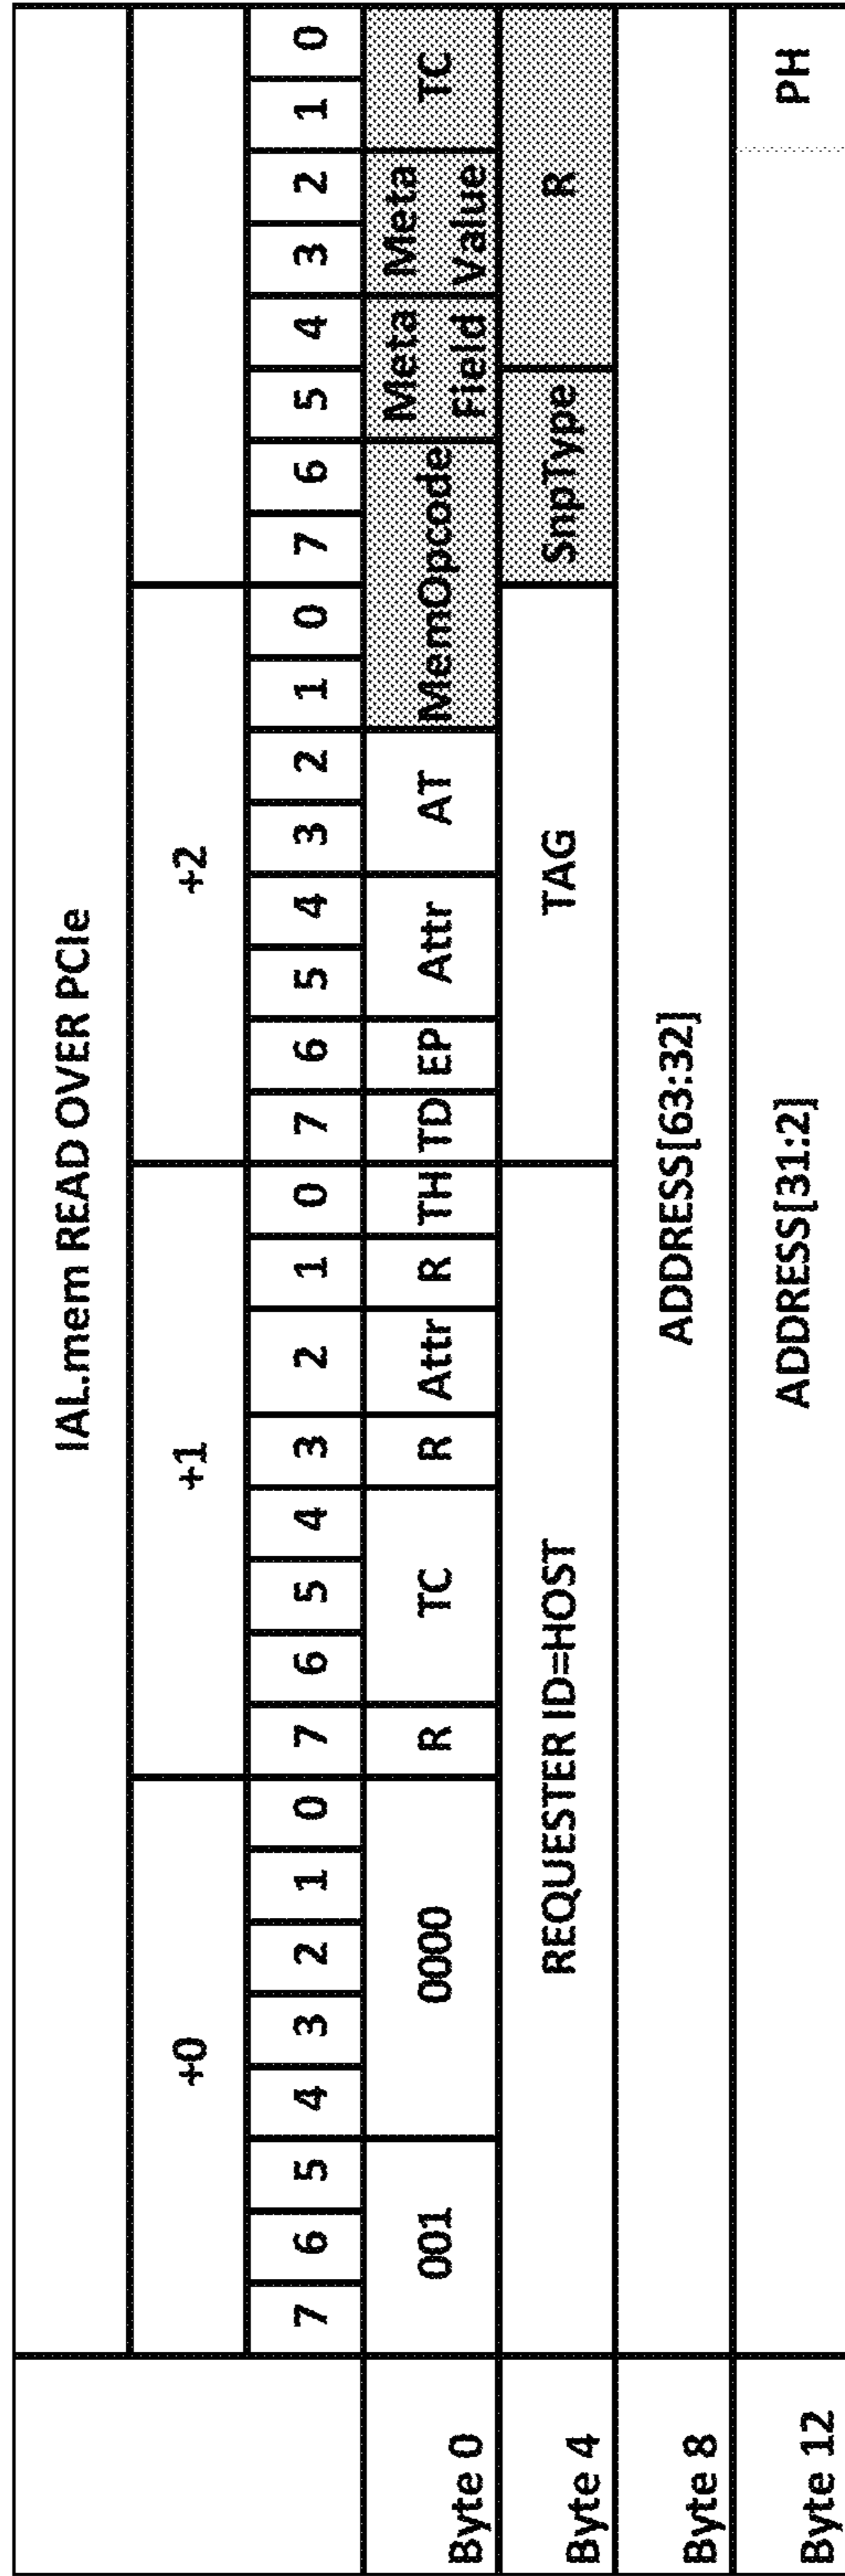 IAL.mem READ OVER PCIe
+0 +1 +2
7 6 5 4 3 2 1 0 7 6 5 4 3 2 1 0 7 6 5 4 3 2 1 0 7 6 5 4 3 2 1 0
Byte 0 001 0000 R TC R Attr R TH TD EP Attr AT MemOpcode Meta Field Meta Value TC
Byte 4 REQUESTER ID=HOST TAG SnpType R
Byte 8 ADDRESS[63:32]
Byte 12 ADDRESS[31:2] PH